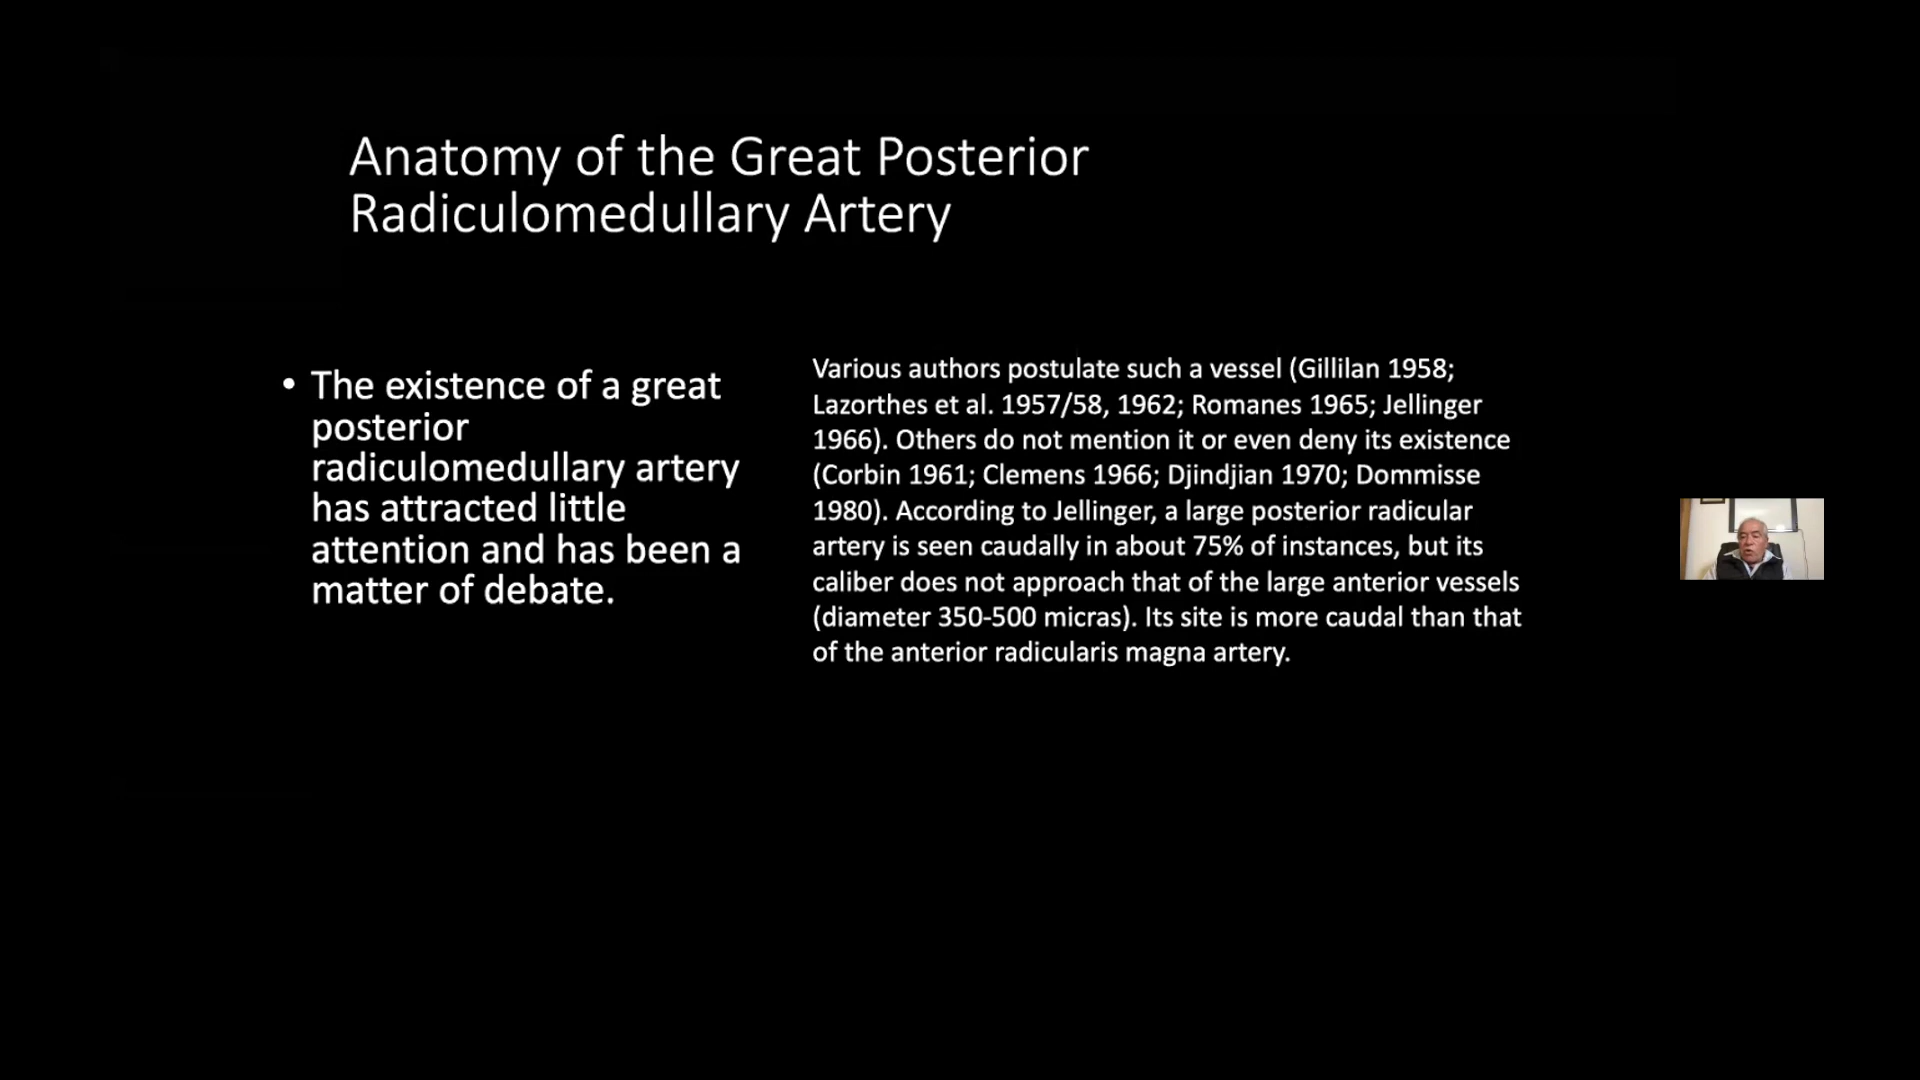 Anatomy of the Great Posterior
Radiculomedullary Artery
• The existence of a great
posterior
radiculomedullary artery
has attracted little
attention and has been a
matter of debate.
Various authors postulate such a vessel (Gillilan 1958;
Lazorthes et al. 1957/58, 1962; Romanes 1965; Jellinger
1966). Others do not mention it or even deny its existence
(Corbin 1961; Clemens 1966; Djindjian 1970; Dommisse
1980). According to Jellinger, a large posterior radicular
artery is seen caudally in about 75% of instances, but its
caliber does not approach that of the large anterior vessels
(diameter 350-500 micras). Its site is more caudal than that
of the anterior radicularis magna artery.